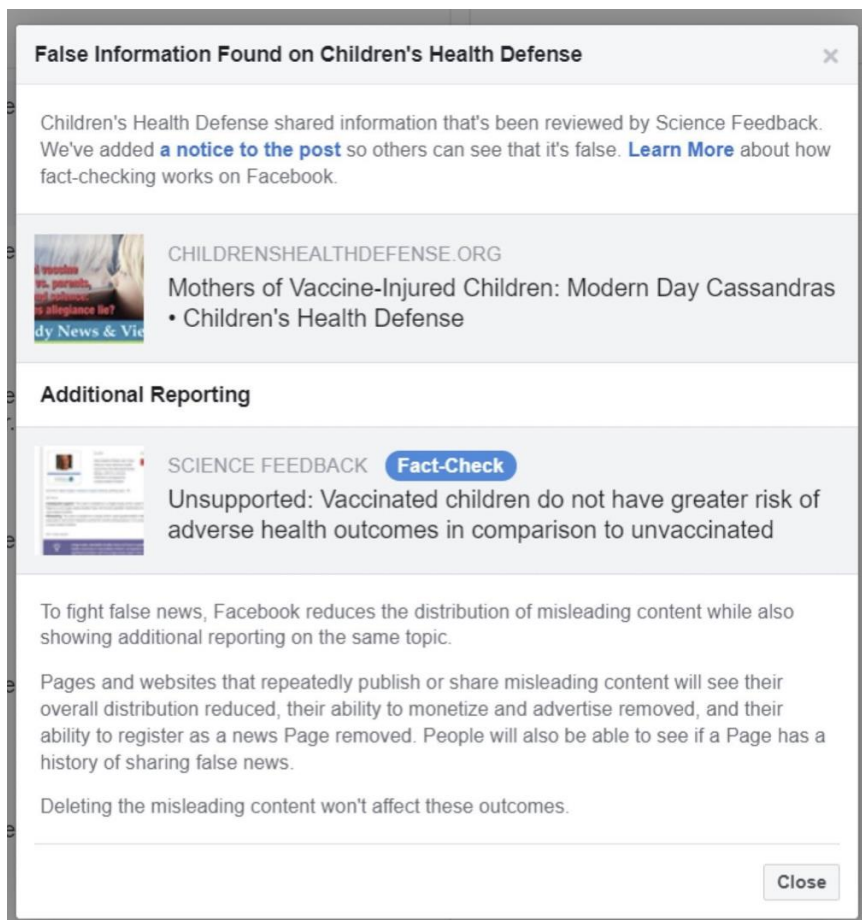 False Information Found on Children's Health Defense ×
Children's Health Defense shared information that's been reviewed by Science Feedback.
We've added a notice to the post so others can see that it's false. Learn More about how
fact-checking works on Facebook.
CHILDRENSHEALTHDEFENSE.ORG
Mothers of Vaccine-Injured Children: Modern Day Cassandras
• Children's Health Defense
vaccine
vs. parents,
science:
allegiance lie?
dy News & Vie
Additional Reporting
SCIENCE FEEDBACK Fact-Check
Unsupported: Vaccinated children do not have greater risk of
adverse health outcomes in comparison to unvaccinated
To fight false news, Facebook reduces the distribution of misleading content while also
showing additional reporting on the same topic.
Pages and websites that repeatedly publish or share misleading content will see their
overall distribution reduced, their ability to monetize and advertise removed, and their
ability to register as a news Page removed. People will also be able to see if a Page has a
history of sharing false news.
Deleting the misleading content won't affect these outcomes.
Close